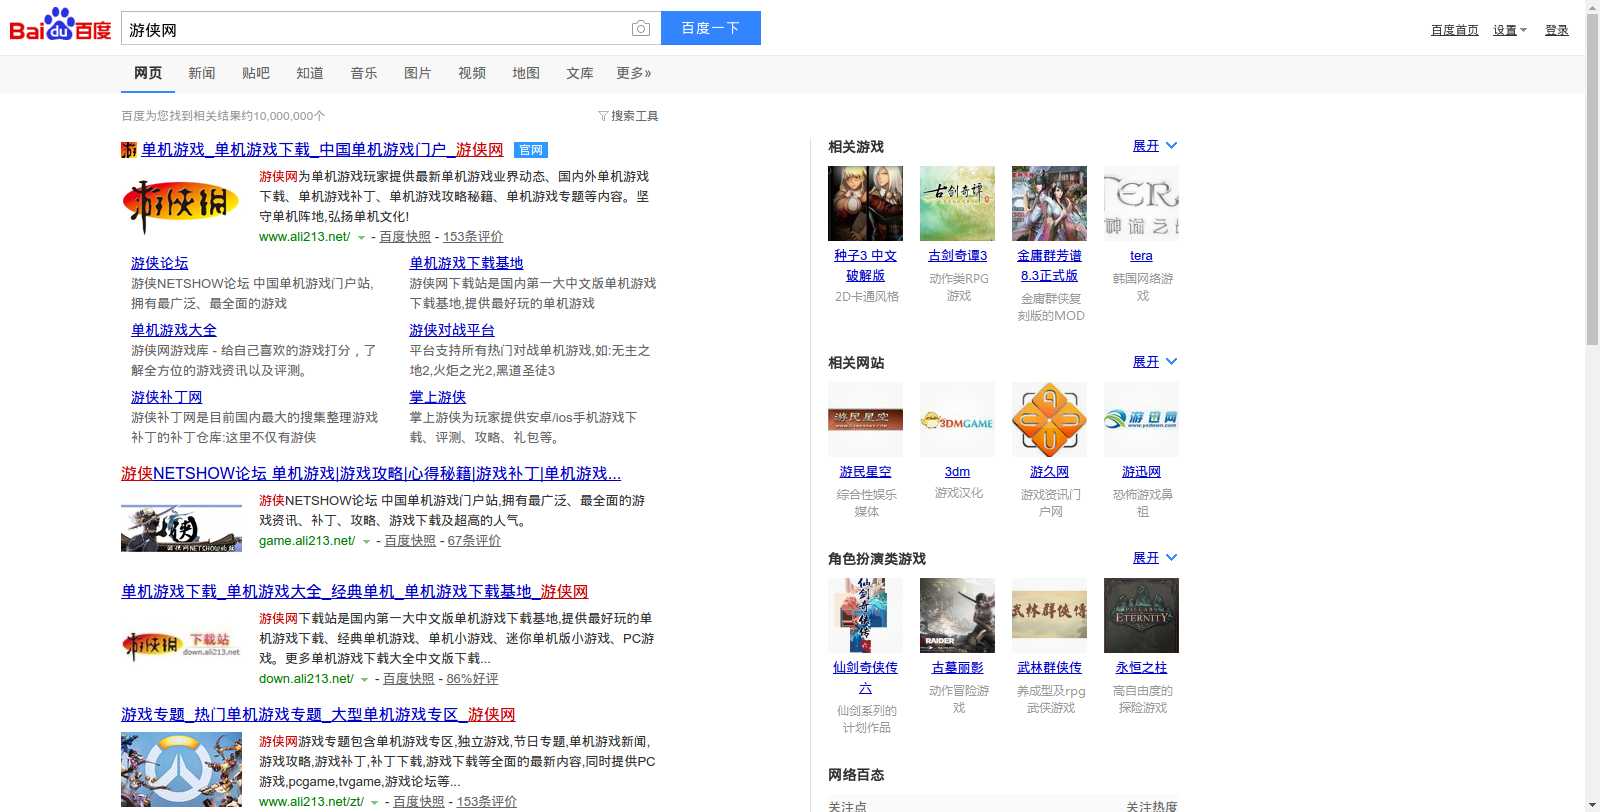 Baidu百度
游侠网
百度一下
百度首页 设置 登录
网页 新闻 贴吧 知道 音乐 图片 视频 地图 文库 更多»
百度为您找到相关结果约10,000,000个
搜索工具
单机游戏_单机游戏下载_中国单机游戏门户_游侠网 官网
游侠网为单机游戏玩家提供最新单机游戏业界动态、国内外单机游戏
下载、单机游戏补丁、单机游戏攻略秘籍、单机游戏专题等内容。坚
守单机阵地,弘扬单机文化!
www.ali213.net/ - 百度快照 - 153条评价
游侠论坛
游侠NETSHOW论坛 中国单机游戏门户站,
拥有最广泛、最全面的游戏
单机游戏下载基地
游侠网下载站是国内第一大中文版单机游戏
下载基地,提供最好玩的单机游戏
单机游戏大全
游侠网游戏库 - 给自己喜欢的游戏打分，了
解全方位的游戏资讯以及评测。
游侠对战平台
平台支持所有热门对战单机游戏,如:无主之
地2,火炬之光2,黑道圣徒3
游侠补丁网
游侠补丁网是目前国内最大的搜集整理游戏
补丁的补丁仓库:这里不仅有游侠
掌上游侠
掌上游侠为玩家提供安卓/ios手机游戏下
载、评测、攻略、礼包等。
游侠NETSHOW论坛 单机游戏|游戏攻略|心得秘籍|游戏补丁|单机游戏...
游侠NETSHOW论坛 中国单机游戏门户站,拥有最广泛、最全面的游
戏资讯、补丁、攻略、游戏下载及超高的人气。
game.ali213.net/ - 百度快照 - 67条评价
单机游戏下载_单机游戏大全_经典单机_单机游戏下载基地_游侠网
游侠網 下载站
down.ali213.net
游侠网下载站是国内第一大中文版单机游戏下载基地,提供最好玩的单
机游戏下载、经典单机游戏、单机小游戏、迷你单机版小游戏、PC游
戏。更多单机游戏下载大全中文版下载...
down.ali213.net/ - 百度快照 - 86%好评
游戏专题_热门单机游戏专题_大型单机游戏专区_游侠网
游侠网游戏专题包含单机游戏专区,独立游戏,节日专题,单机游戏新闻,
游戏攻略,游戏补丁,补丁下载,游戏下载等全面的最新内容,同时提供PC
游戏,pcgame,tvgame,游戏论坛等...
www.ali213.net/zt/ - 百度快照 - 153条评价
相关游戏 展开
古剑奇谭
TERA
种子3 中文
破解版
2D卡通风格
古剑奇谭3
动作类RPG
游戏
金庸群芳谱
8.3正式版
金庸群侠复
刻版的MOD
tera
韩国网络游
戏
相关网站 展开
游民星空
3DMGAME
游迅网
www.yxdown.com
游民星空
综合性娱乐
媒体
3dm
游戏汉化
游久网
游戏资讯门
户网
游迅网
恐怖游戏鼻
祖
角色扮演类游戏 展开
仙剑奇侠传
RAIDER
武林群侠传
PILLARS
ETERNITY
仙剑奇侠传
六
仙剑系列的
计划作品
古墓丽影
动作冒险游
戏
武林群侠传
养成型及rpg
武侠游戏
永恒之柱
高自由度的
探险游戏
网络百态
关注点 关注热度